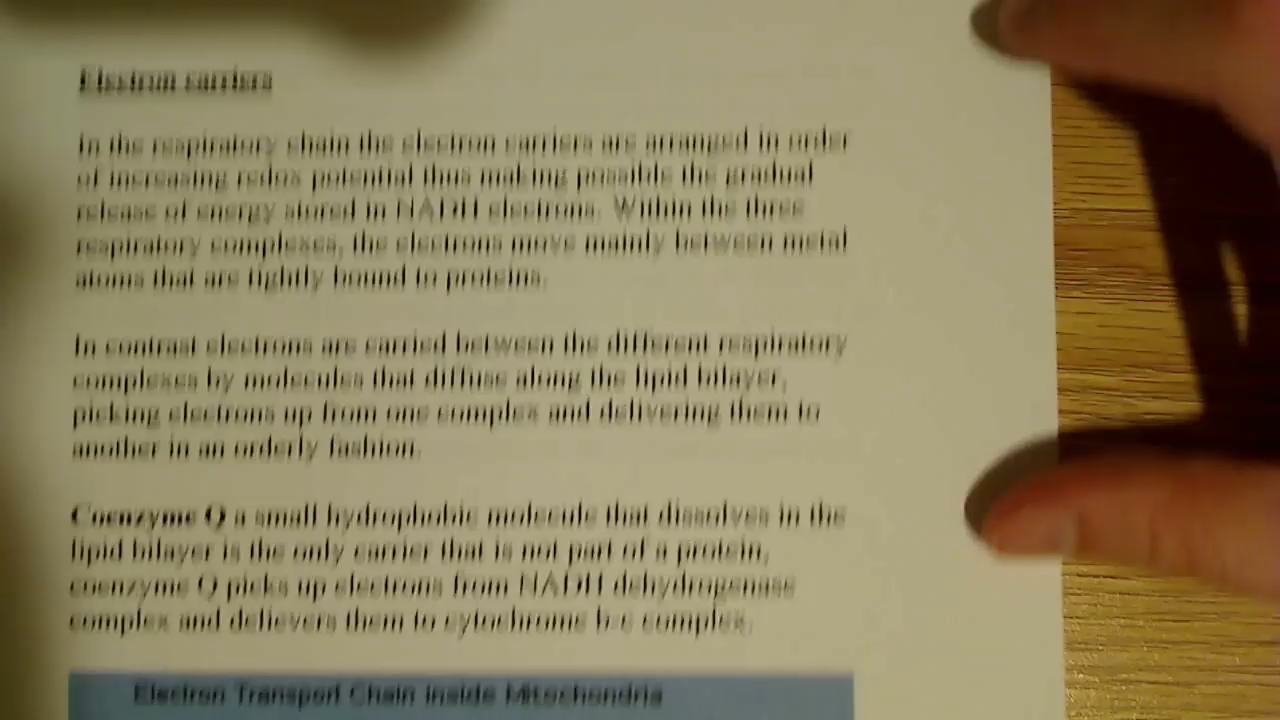 Electron carriers
In the respiratory chain the electron carriers are arranged in order
of increasing redox potential thus making possible the gradual
release of energy stored in NADH electrons. Within the three
respiratory complexes, the electrons move mainly between metal
atoms that are tightly bound to proteins.
In contrast electrons are carried between the different respiratory
complexes by molecules that diffuse along the lipid bilayer,
picking electrons up from one complex and delivering them to
another in an orderly fashion.
Coenzyme Q a small hydrophobic molecule that dissolves in the
lipid bilayer is the only carrier that is not part of a protein,
coenzyme Q picks up electrons from NADH dehydrogenase
complex and delievers them to cytochrome b-c complex.
Electron Transport Chain inside Mitochondria